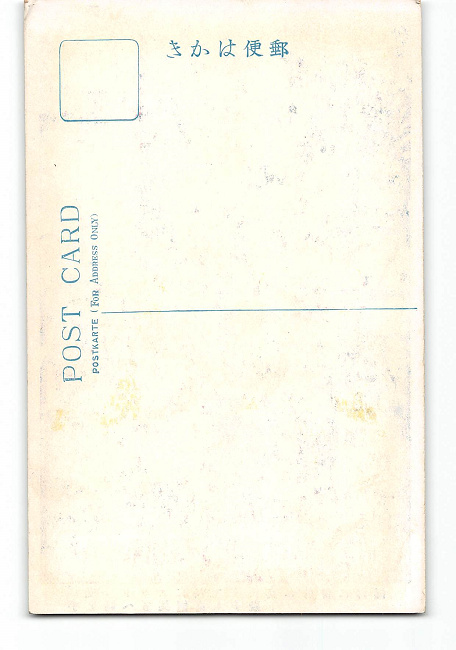 きかは便郵
POST CARD
POSTKARTE (FOR ADDRESS ONLY)